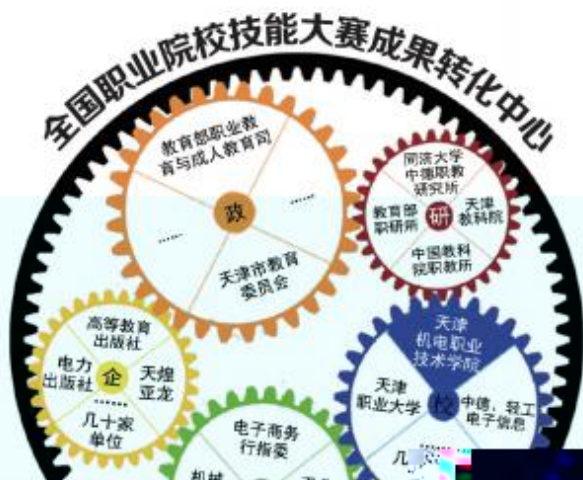 全国职业院校技能大赛成果转化中心
教育部职业教
育与成人教育司
政
......
......
天津市教育
委员会
同济大学
中德职教
研究所
教育部
职研所
研
天津
教科院
中国教科
院职教所
高等教育
出版社
电力
出版社
企
天煌
亚龙
......
几十家
单位
天津
机电职业
技术学院
天津
职业大学
校
中德、轻工
电子信息
......
电子商务
行指委
机械